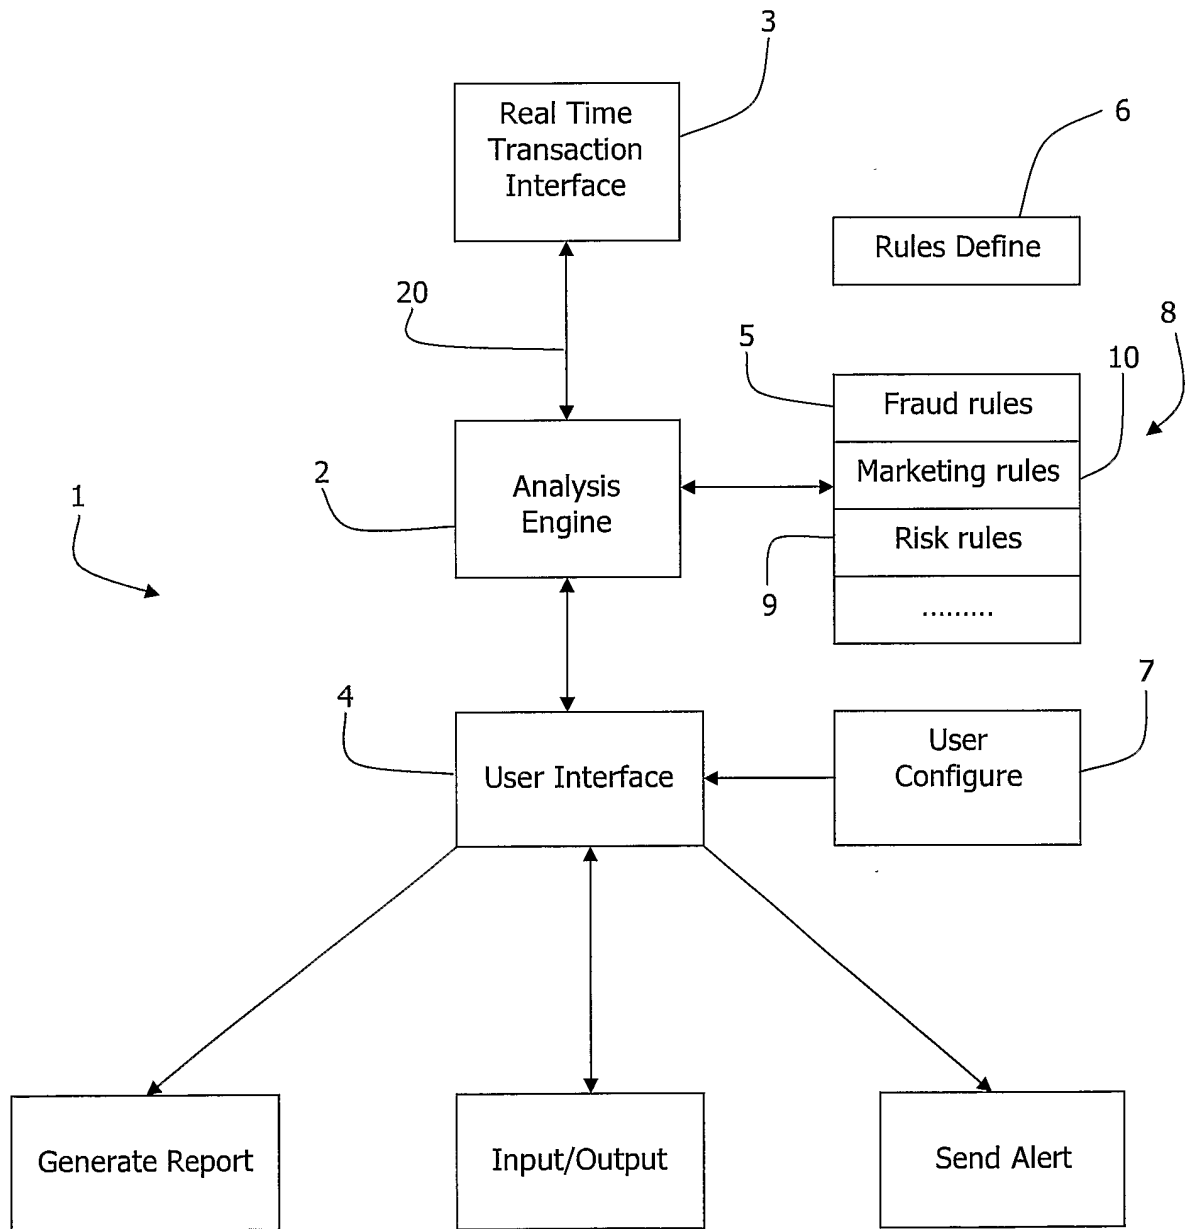 3
Real Time
Transaction
Interface
6
Rules Define
20
8
5
10
Fraud rules
Marketing rules
Risk rules
.........
9
2
Analysis
Engine
1
4
User Interface
7
User
Configure
Generate Report
Input/Output
Send Alert